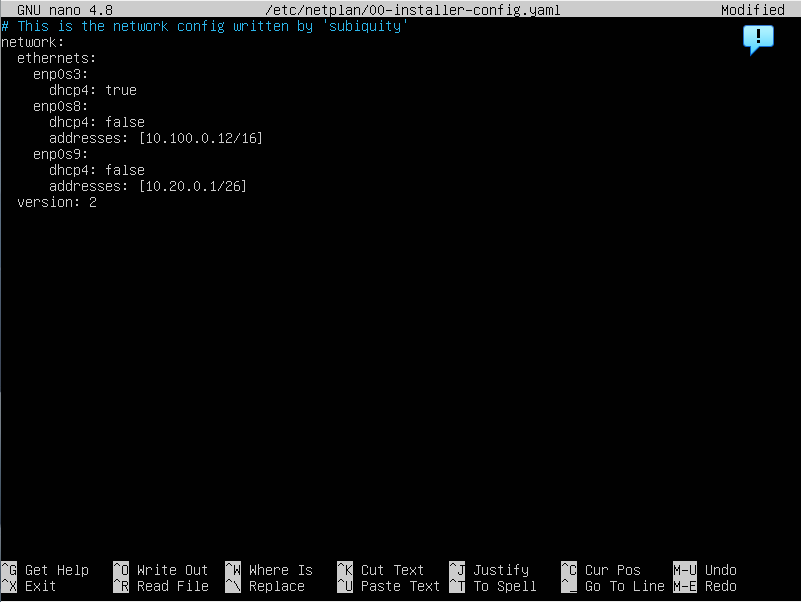 GNU nano 4.8 /etc/netplan/00-installer-config.yaml Modified
# This is the network config written by 'subiquity'
network:
  ethernets:
    enp0s3:
      dhcp4: true
    enp0s8:
      dhcp4: false
      addresses: [10.100.0.12/16]
    enp0s9:
      dhcp4: false
      addresses: [10.20.0.1/26]
  version: 2
!
^G Get Help ^O Write Out ^W Where Is ^K Cut Text ^J Justify ^C Cur Pos M-U Undo
^X Exit ^R Read File ^\ Replace ^U Paste Text ^T To Spell ^_ Go To Line M-E Redo